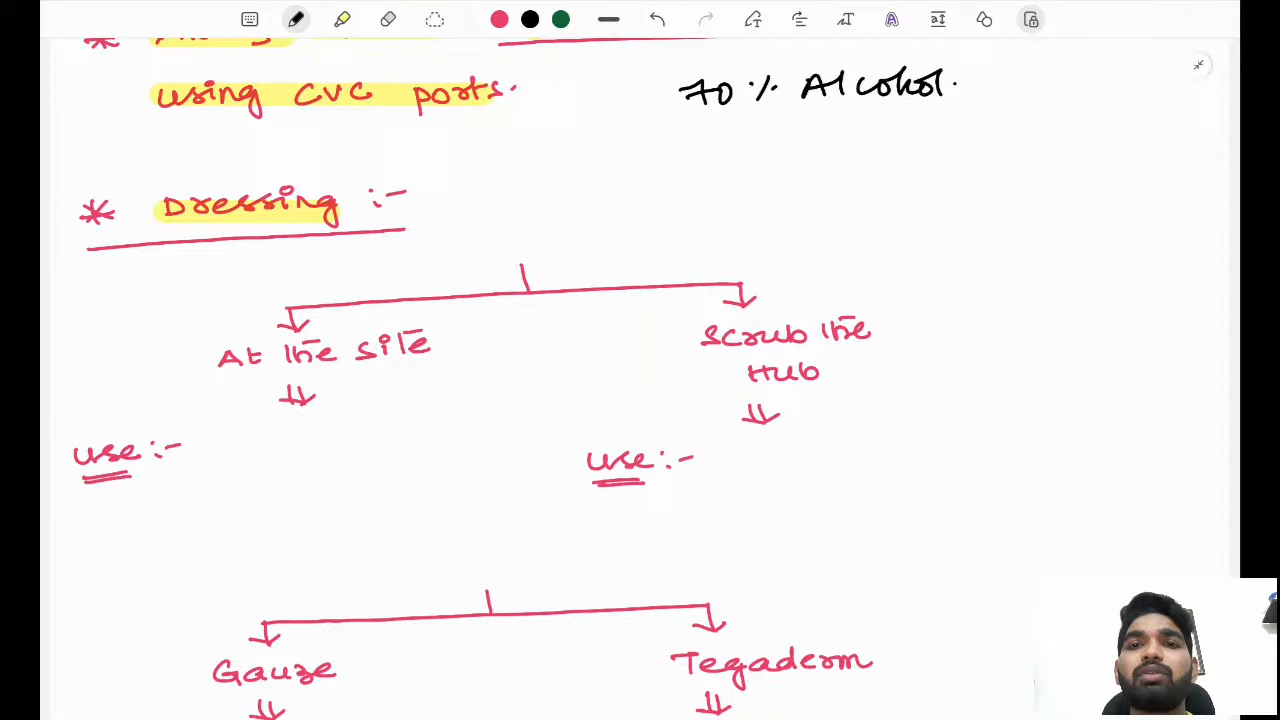 *
using CVC ports.
70 % Alcohol.
* Dressing :-
At the site
Scrub the
Hub
use :-
use :-
Gauze
Tegaderm